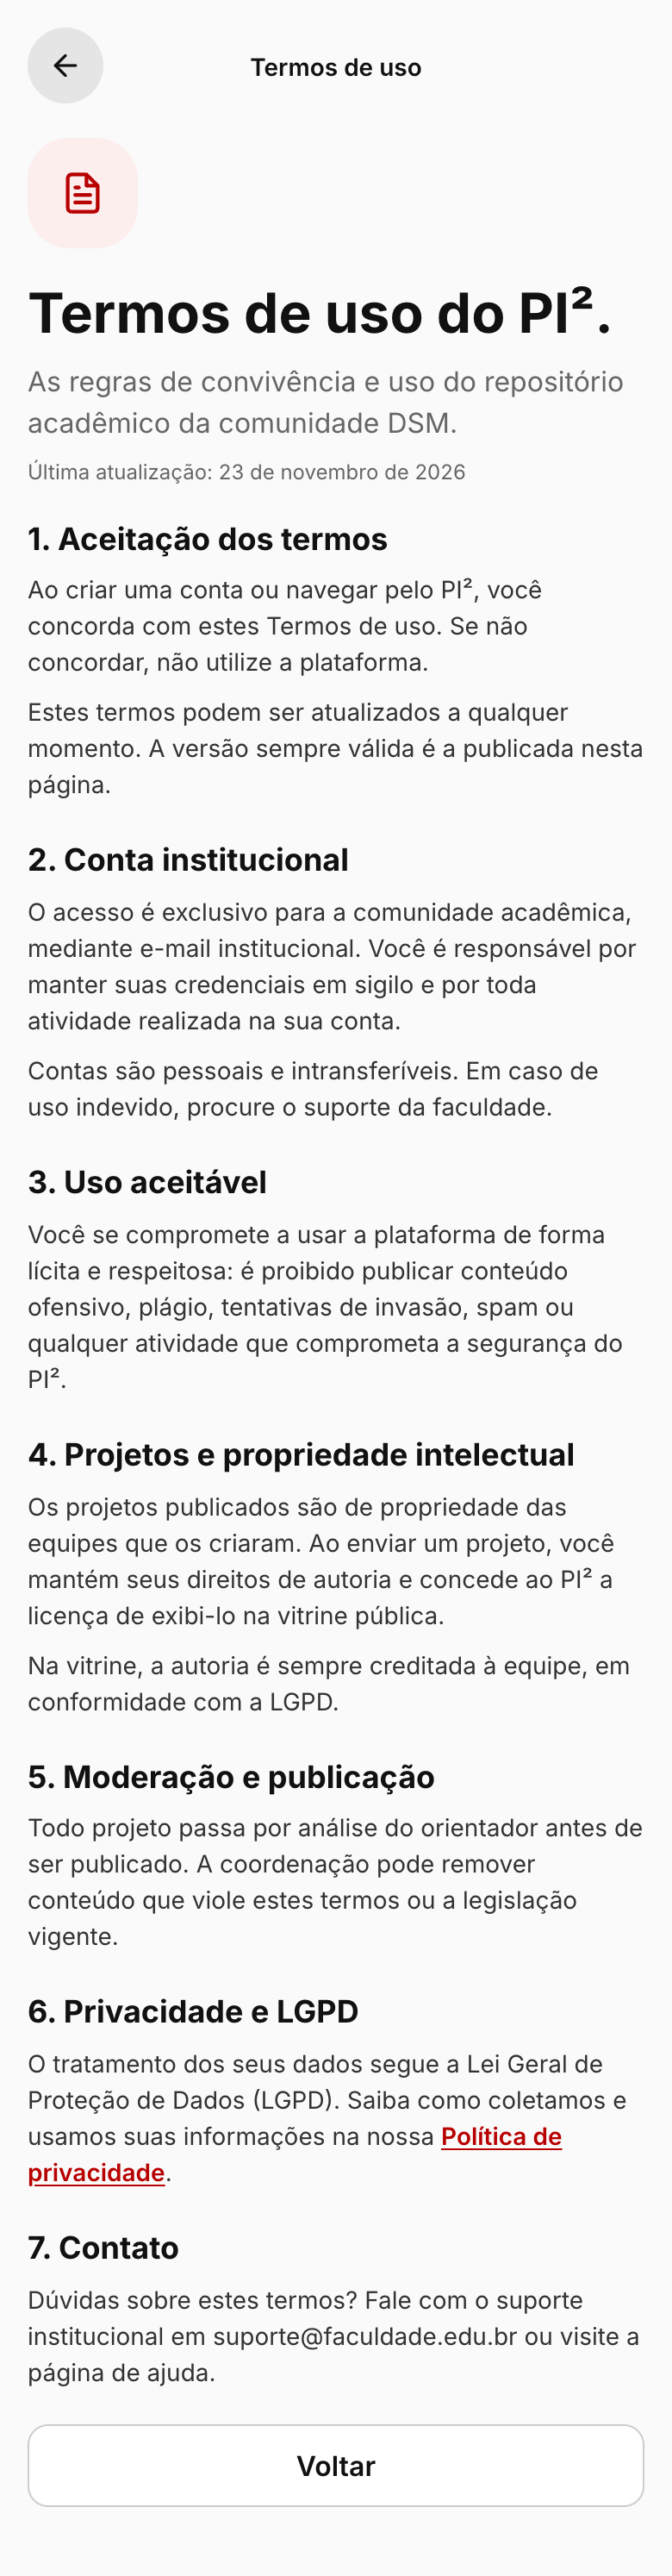 Termos de uso
Termos de uso do PI².
As regras de convivência e uso do repositório
acadêmico da comunidade DSM.
Última atualização: 23 de novembro de 2026
1. Aceitação dos termos
Ao criar uma conta ou navegar pelo PI², você
concorda com estes Termos de uso. Se não
concordar, não utilize a plataforma.
Estes termos podem ser atualizados a qualquer
momento. A versão sempre válida é a publicada nesta
página.
2. Conta institucional
O acesso é exclusivo para a comunidade acadêmica,
mediante e-mail institucional. Você é responsável por
manter suas credenciais em sigilo e por toda
atividade realizada na sua conta.
Contas são pessoais e intransferíveis. Em caso de
uso indevido, procure o suporte da faculdade.
3. Uso aceitável
Você se compromete a usar a plataforma de forma
lícita e respeitosa: é proibido publicar conteúdo
ofensivo, plágio, tentativas de invasão, spam ou
qualquer atividade que comprometa a segurança do
PI².
4. Projetos e propriedade intelectual
Os projetos publicados são de propriedade das
equipes que os criaram. Ao enviar um projeto, você
mantém seus direitos de autoria e concede ao PI² a
licença de exibi-lo na vitrine pública.
Na vitrine, a autoria é sempre creditada à equipe, em
conformidade com a LGPD.
5. Moderação e publicação
Todo projeto passa por análise do orientador antes de
ser publicado. A coordenação pode remover
conteúdo que viole estes termos ou a legislação
vigente.
6. Privacidade e LGPD
O tratamento dos seus dados segue a Lei Geral de
Proteção de Dados (LGPD). Saiba como coletamos e
usamos suas informações na nossa Política de
privacidade.
7. Contato
Dúvidas sobre estes termos? Fale com o suporte
institucional em suporte@faculdade.edu.br ou visite a
página de ajuda.
Voltar